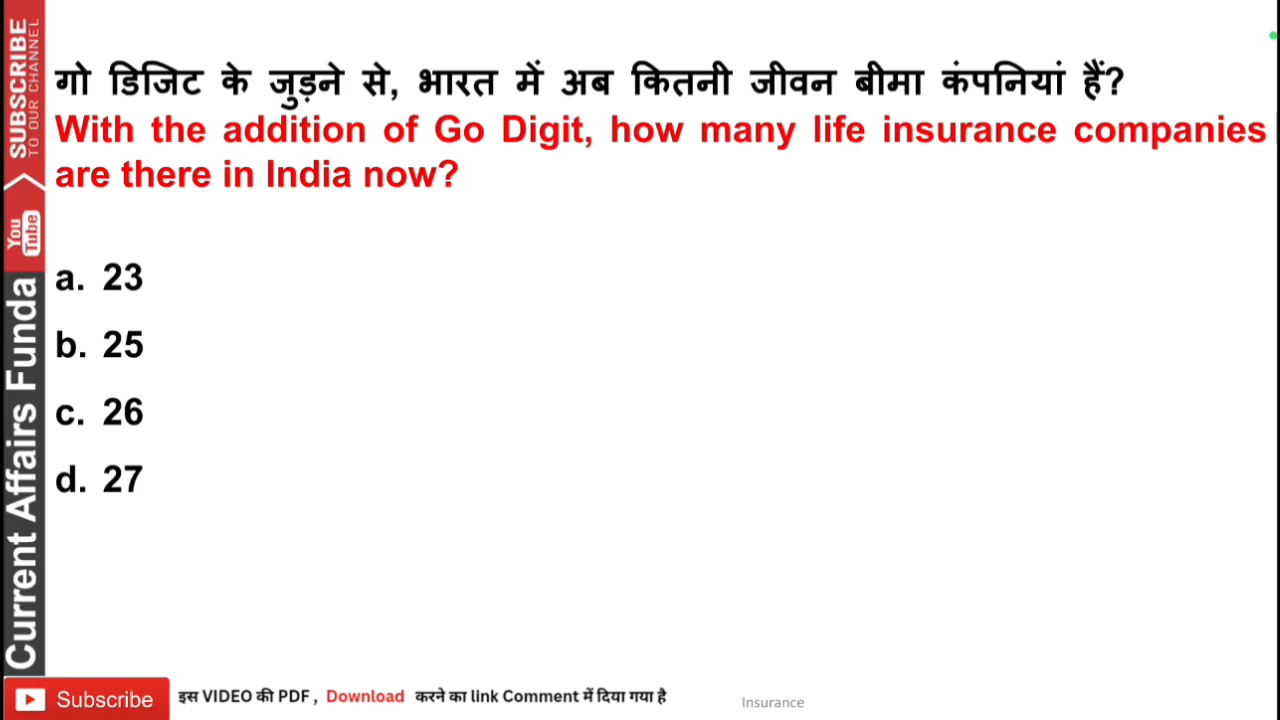 गो डिजिट के जुड़ने से, भारत में अब कितनी जीवन बीमा कंपनियां हैं?
With the addition of Go Digit, how many life insurance companies
are there in India now?
a. 23
b. 25
c. 26
d. 27
SUBSCRIBE
TO OUR CHANNEL
You
Tube
Current Affairs Funda
Subscribe
इस VIDEO की PDF , Download करने का link Comment में दिया गया है
Insurance